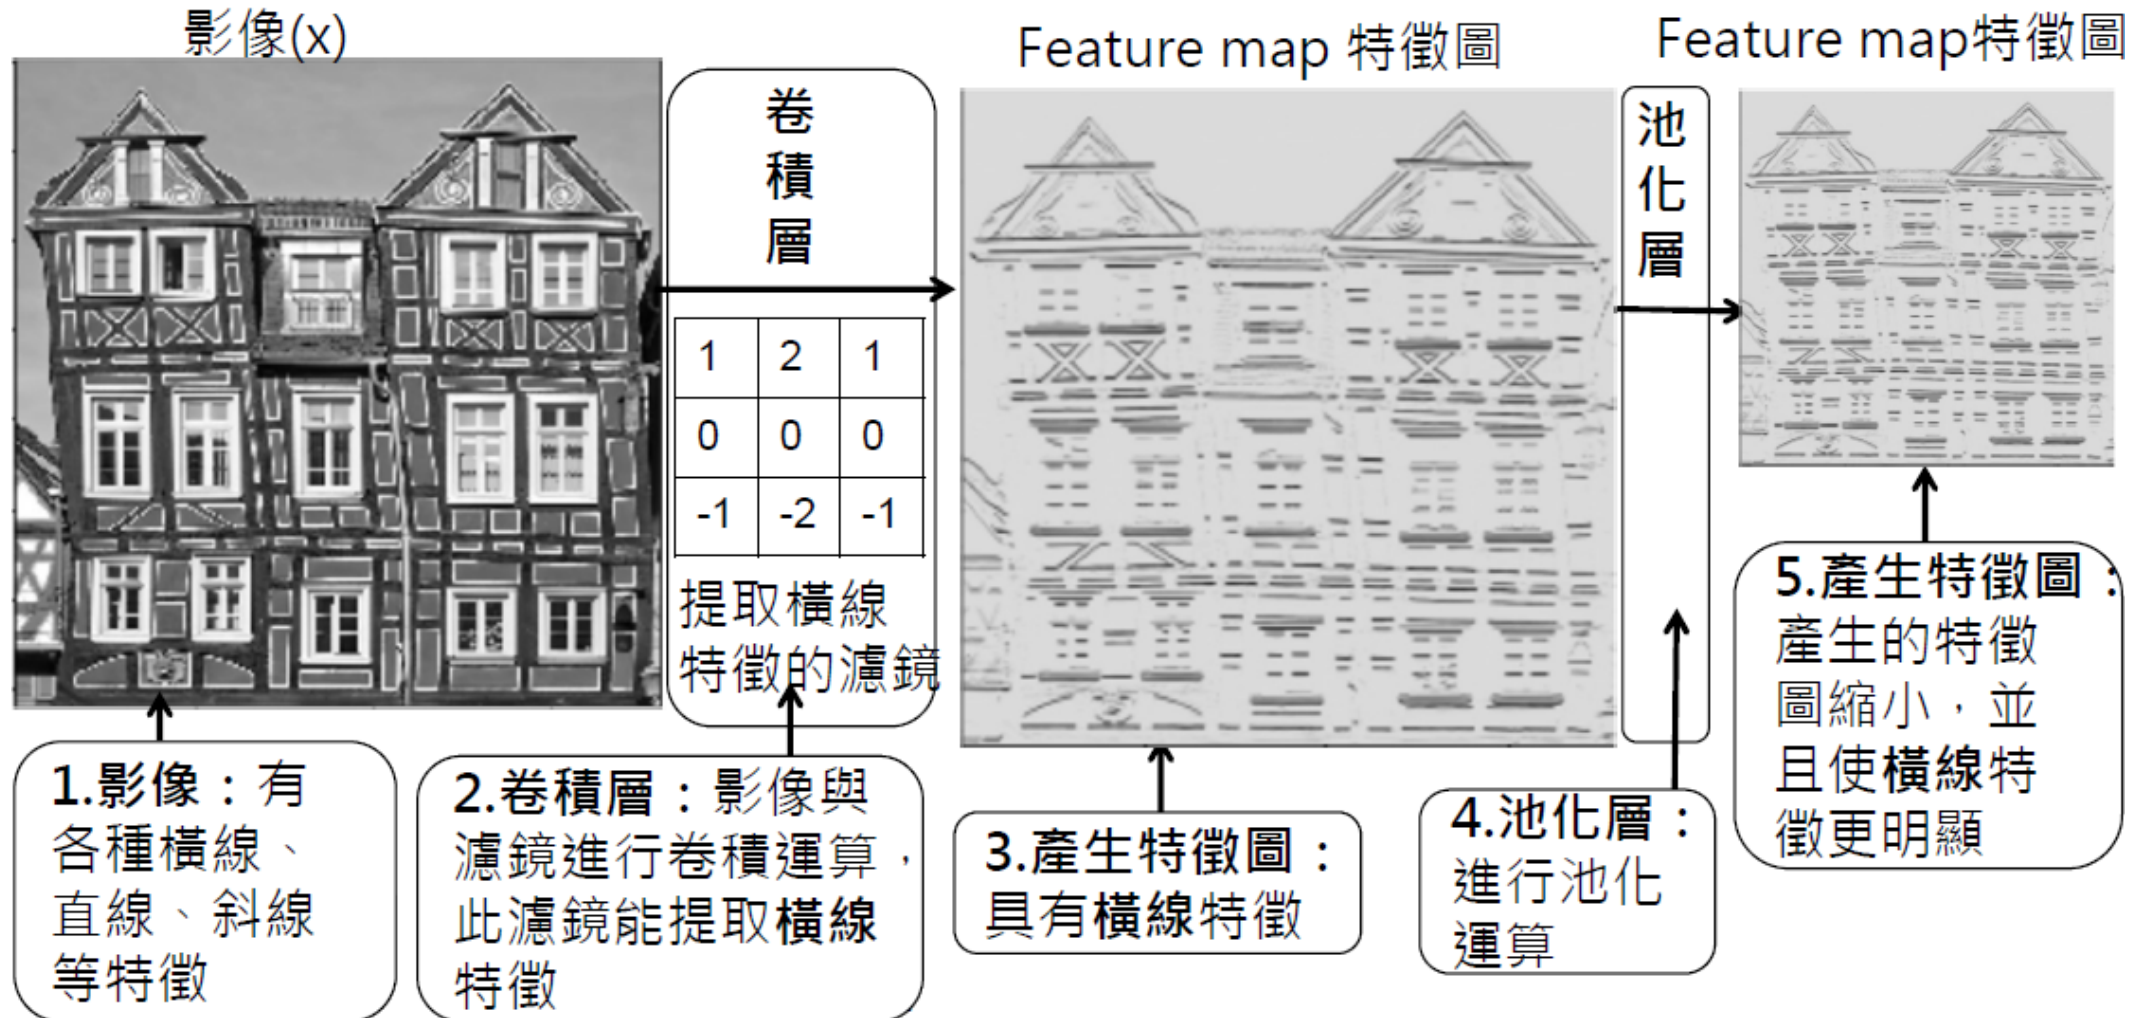 影像(x)
卷
積
層
1 2 1
0 0 0
-1 -2 -1
提取橫線
特徵的濾鏡
Feature map 特徵圖
池
化
層
Feature map特徵圖
1.影像：有
各種橫線、
直線、斜線
等特徵
2.卷積層：影像與
濾鏡進行卷積運算，
此濾鏡能提取橫線
特徵
3.產生特徵圖：
具有橫線特徵
4.池化層：
進行池化
運算
5.產生特徵圖：
產生的特徵
圖縮小，並
且使橫線特
徵更明顯